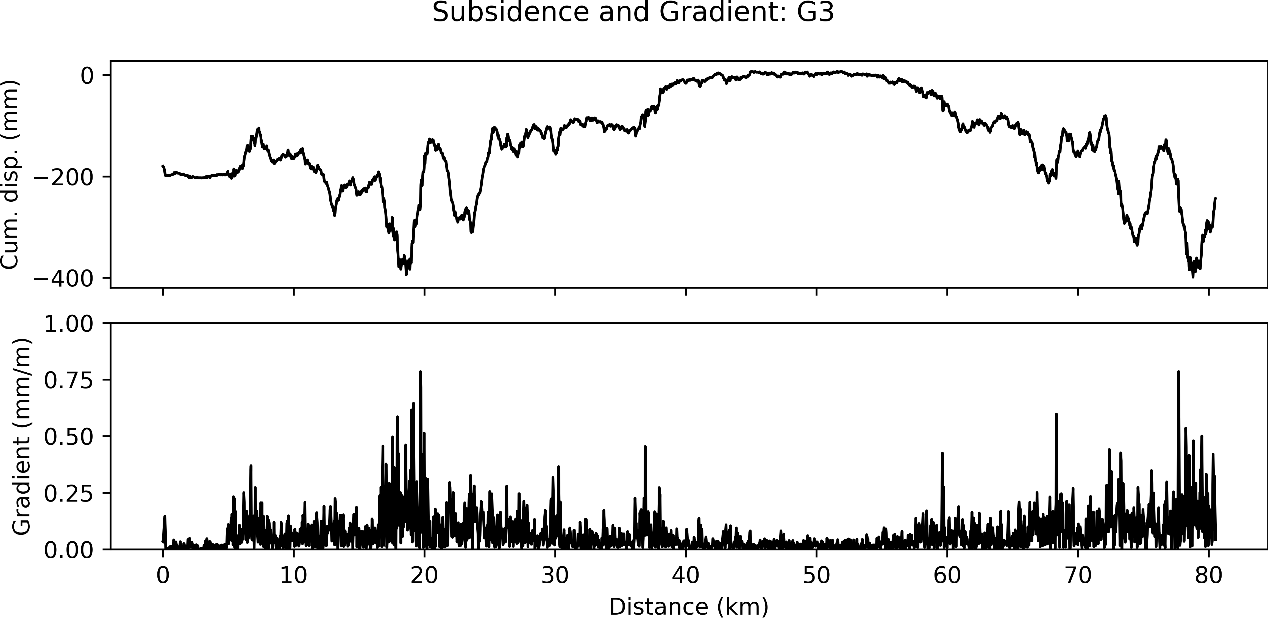 Subsidence and Gradient: G3
Cum. disp. (mm)
0
−200
−400
Gradient (mm/m)
1.00
0.75
0.50
0.25
0.00
0 10 20 30 40 50 60 70 80
Distance (km)